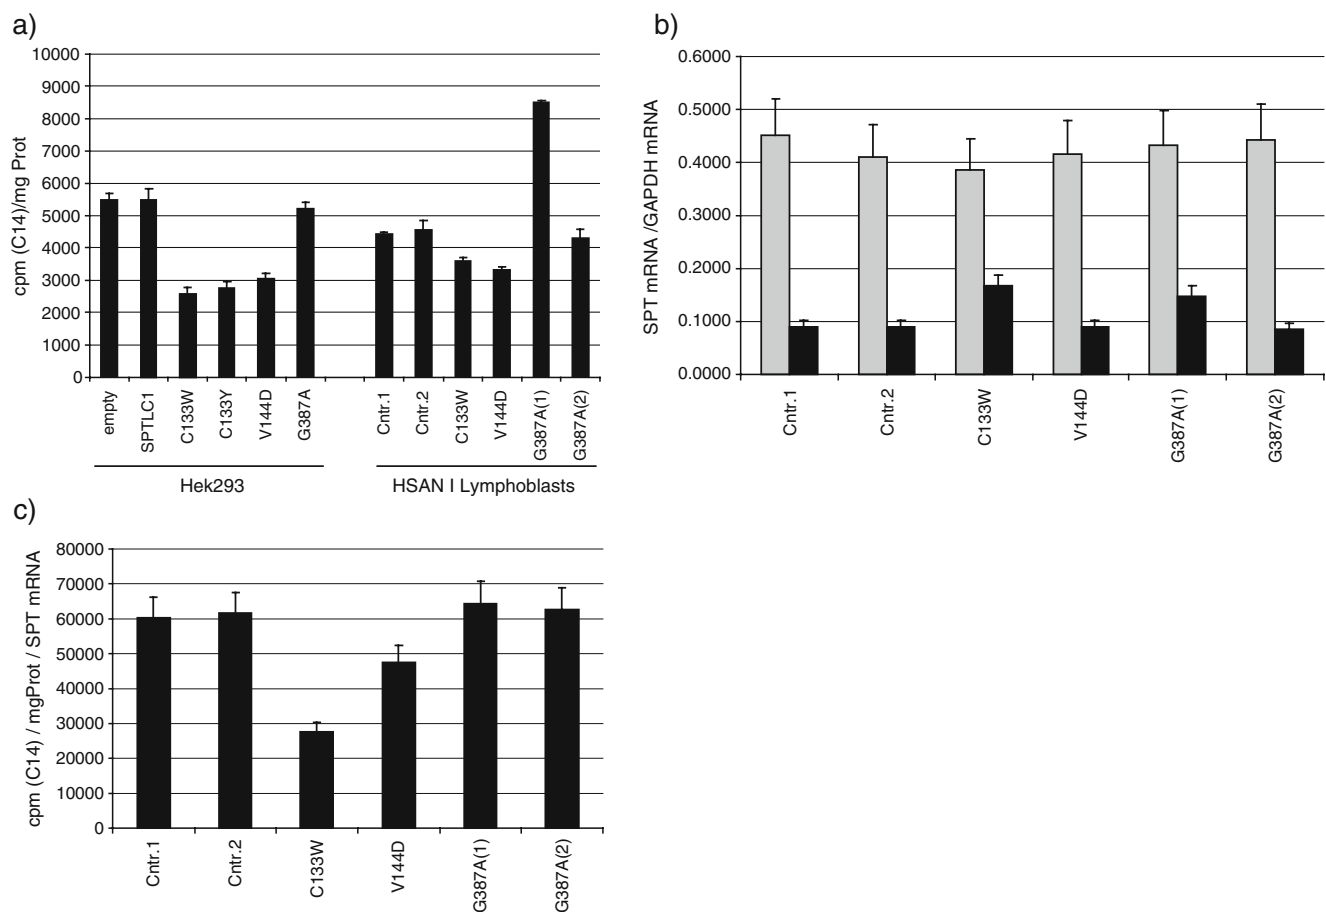 a)
10000
9000
8000
7000
6000
5000
4000
3000
2000
1000
0
cpm (C14)/mg Prot
empty
SPTLC1
C133W
C133Y
V144D
G387A
Cntr.1
Cntr.2
C133W
V144D
G387A(1)
G387A(2)
Hek293
HSAN I Lymphoblasts
b)
0.6000
0.5000
0.4000
0.3000
0.2000
0.1000
0.0000
SPT mRNA /GAPDH mRNA
Cntr.1
Cntr.2
C133W
V144D
G387A(1)
G387A(2)
c)
80000
70000
60000
50000
40000
30000
20000
10000
0
cpm (C14) / mgProt / SPT mRNA
Cntr.1
Cntr.2
C133W
V144D
G387A(1)
G387A(2)